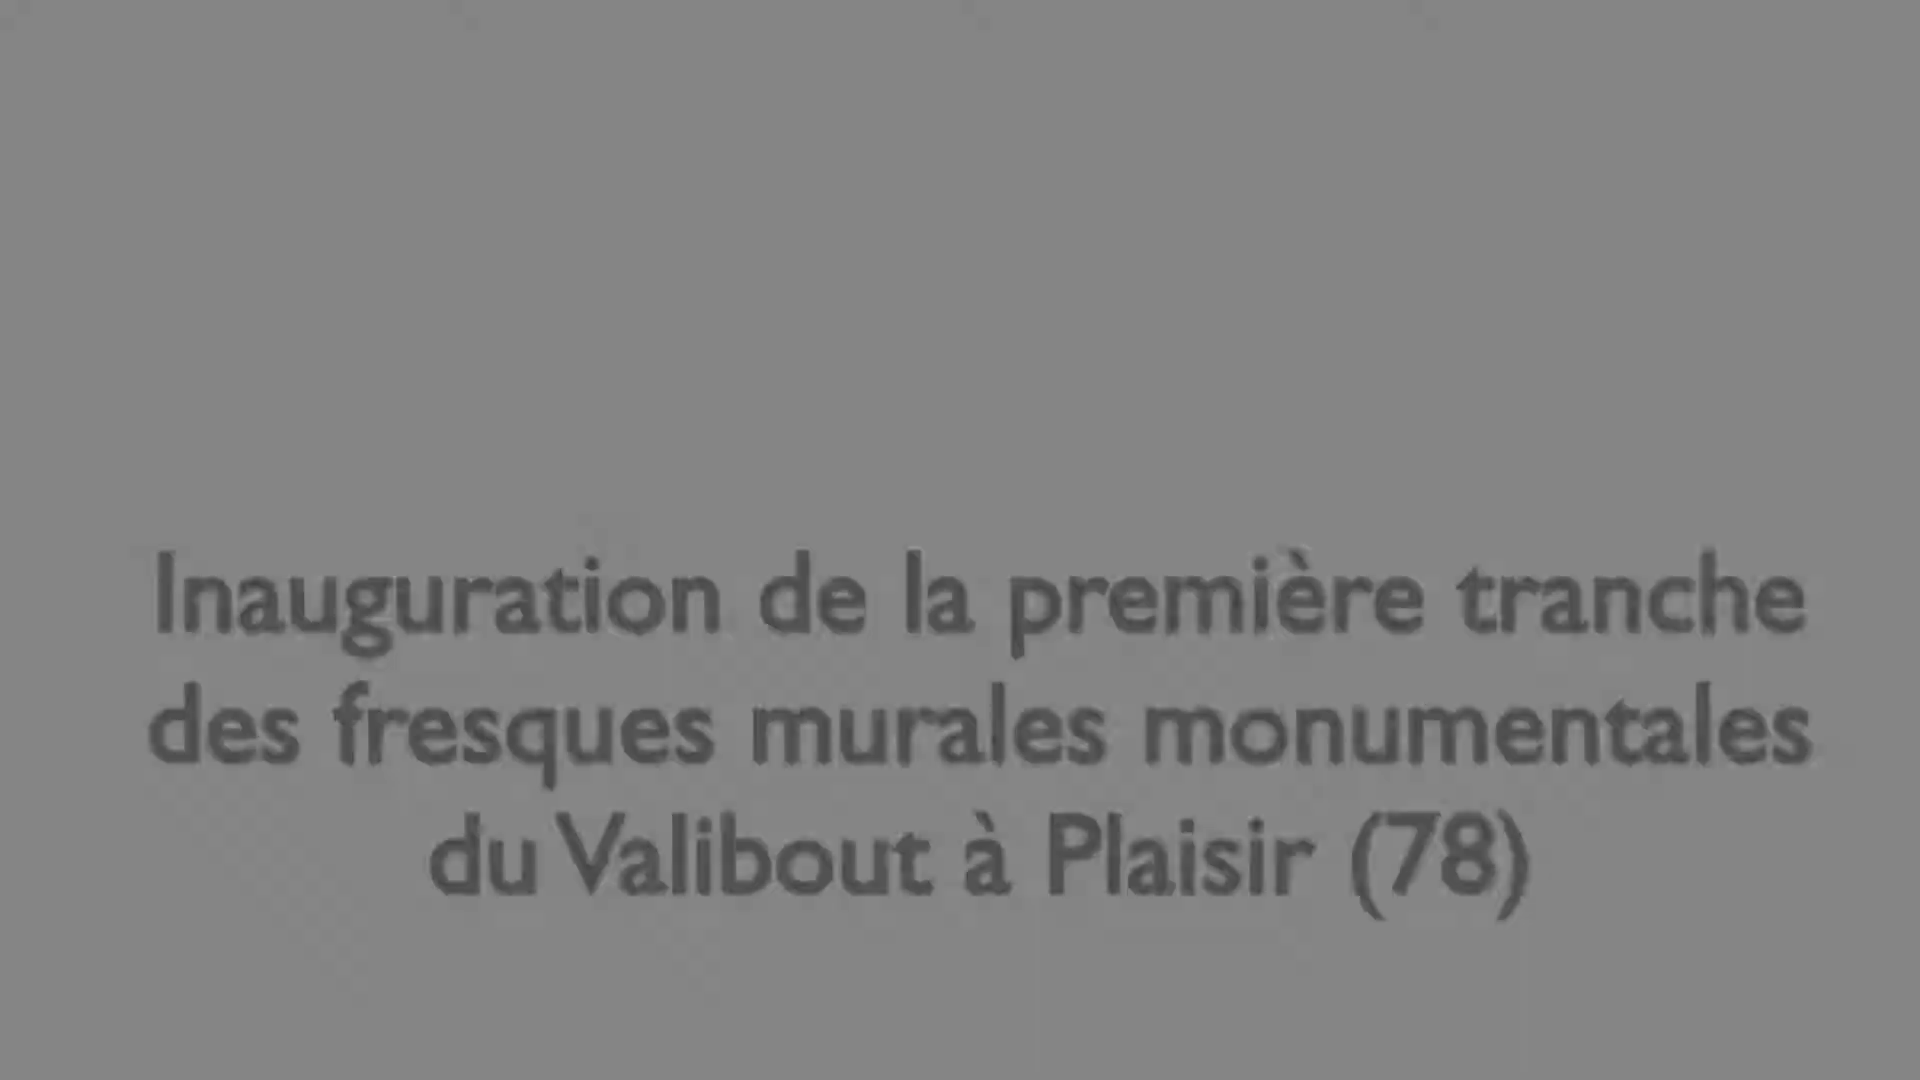 Inauguration de la première tranche
des fresques murales monumentales
du Valibout à Plaisir (78)